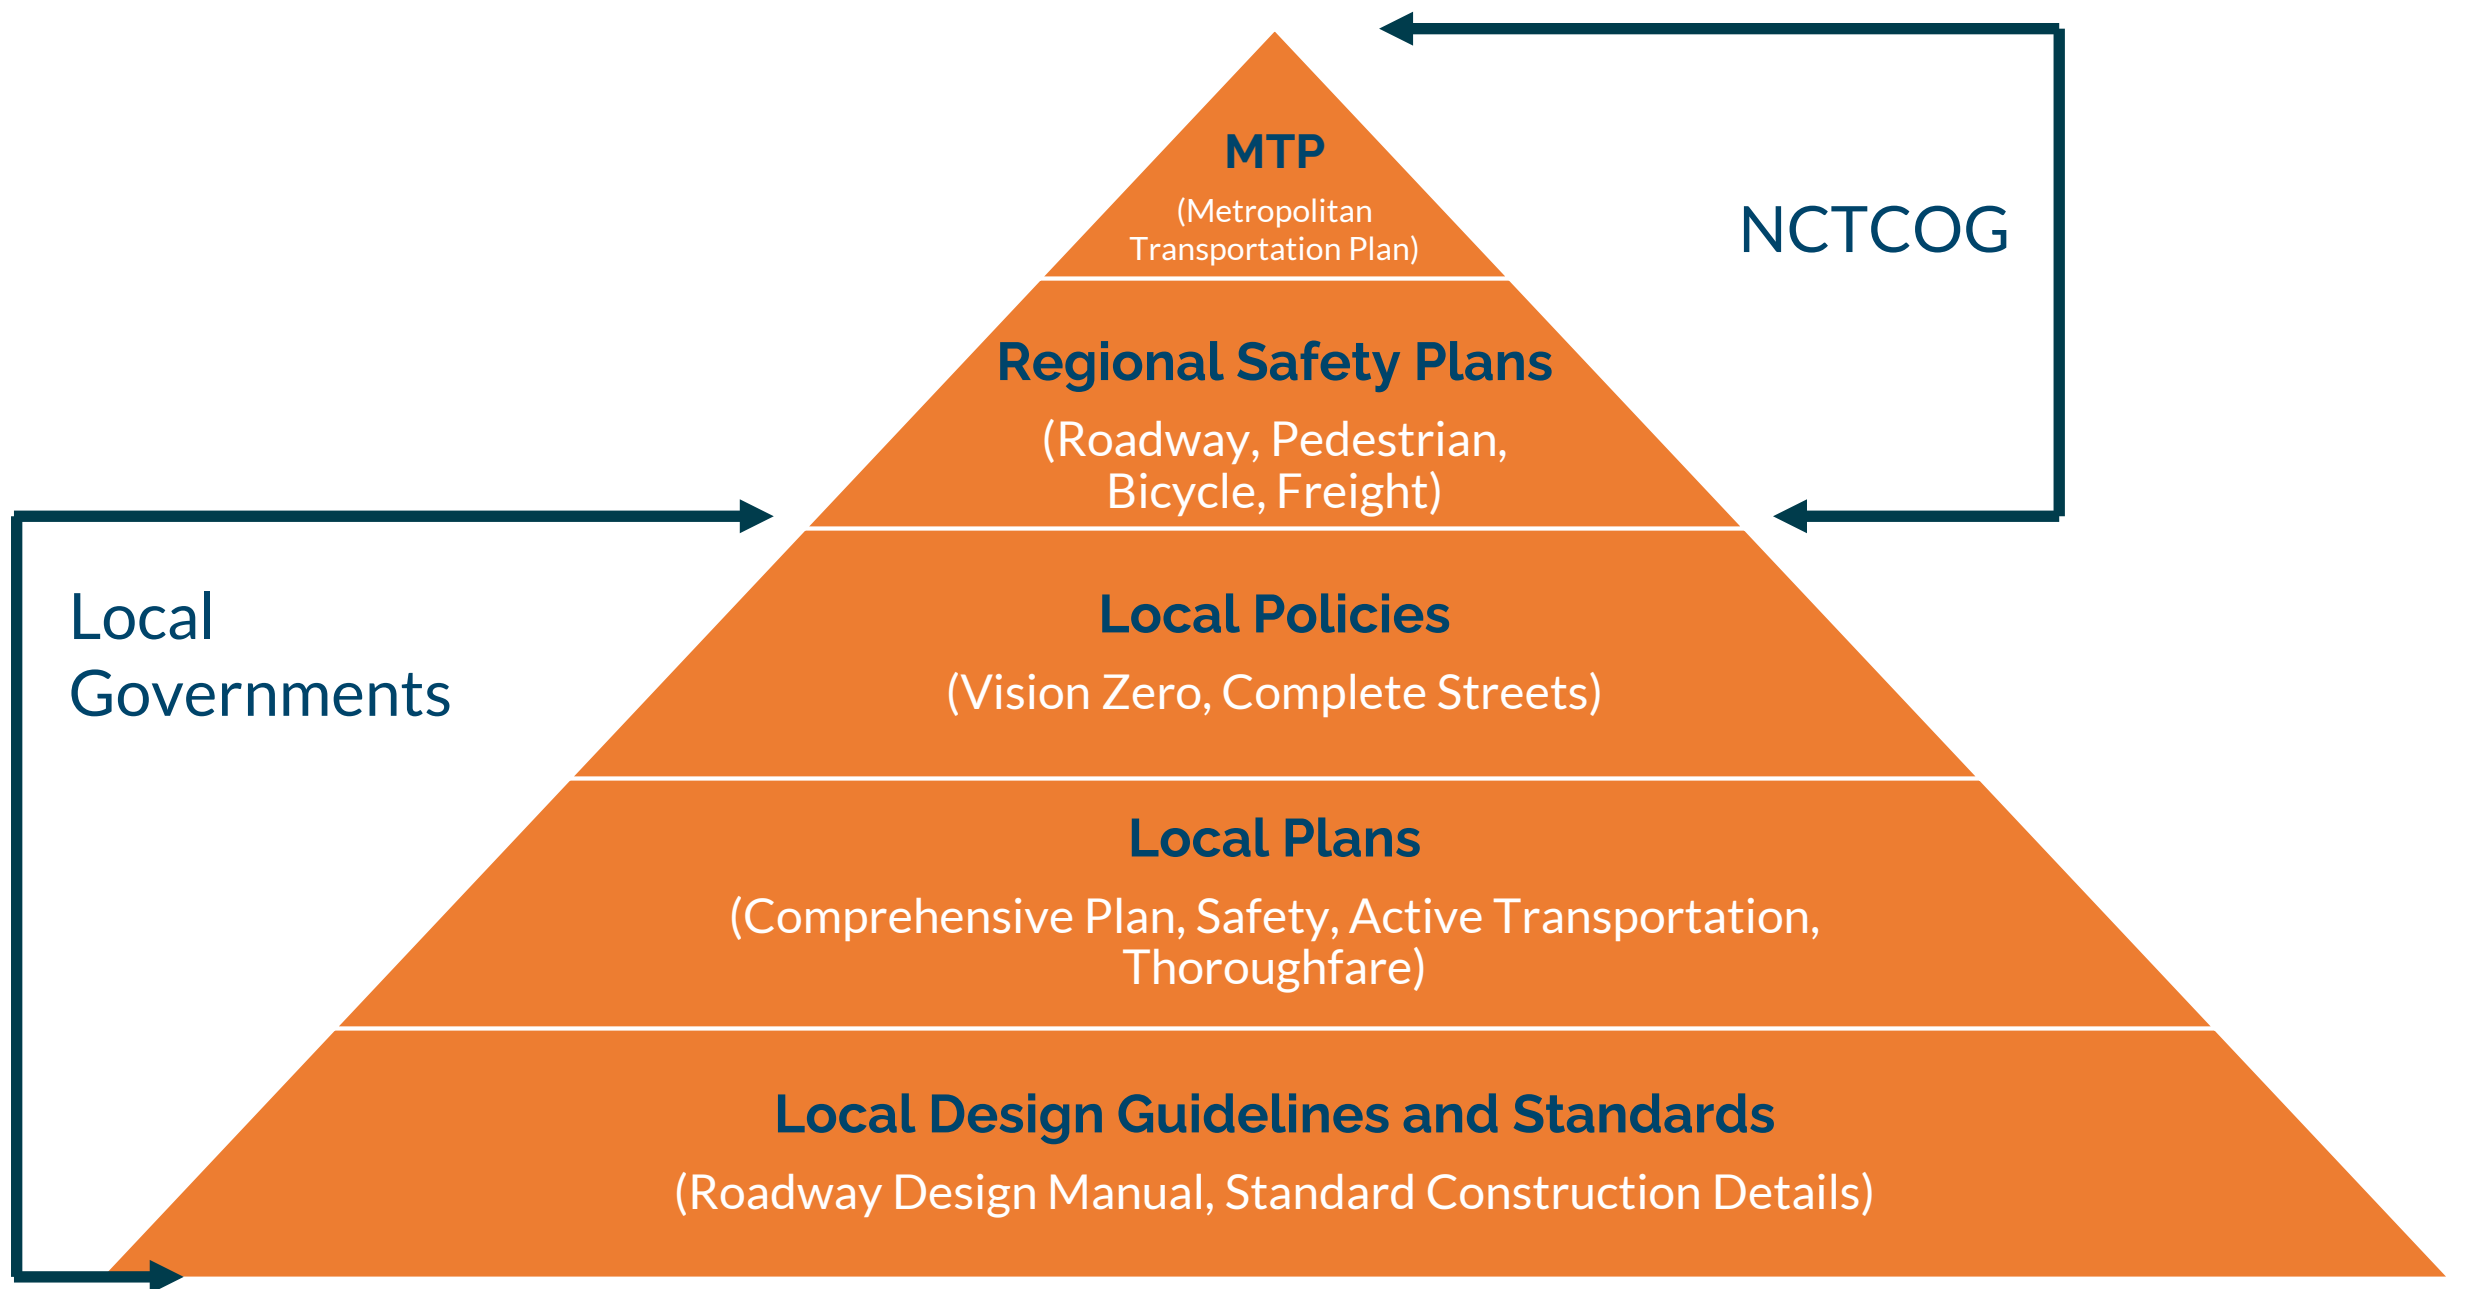 MTP
(Metropolitan
Transportation Plan)
NCTCOG
Regional Safety Plans
(Roadway, Pedestrian,
Bicycle, Freight)
Local
Governments
Local Policies
(Vision Zero, Complete Streets)
Local Plans
(Comprehensive Plan, Safety, Active Transportation,
Thoroughfare)
Local Design Guidelines and Standards
(Roadway Design Manual, Standard Construction Details)